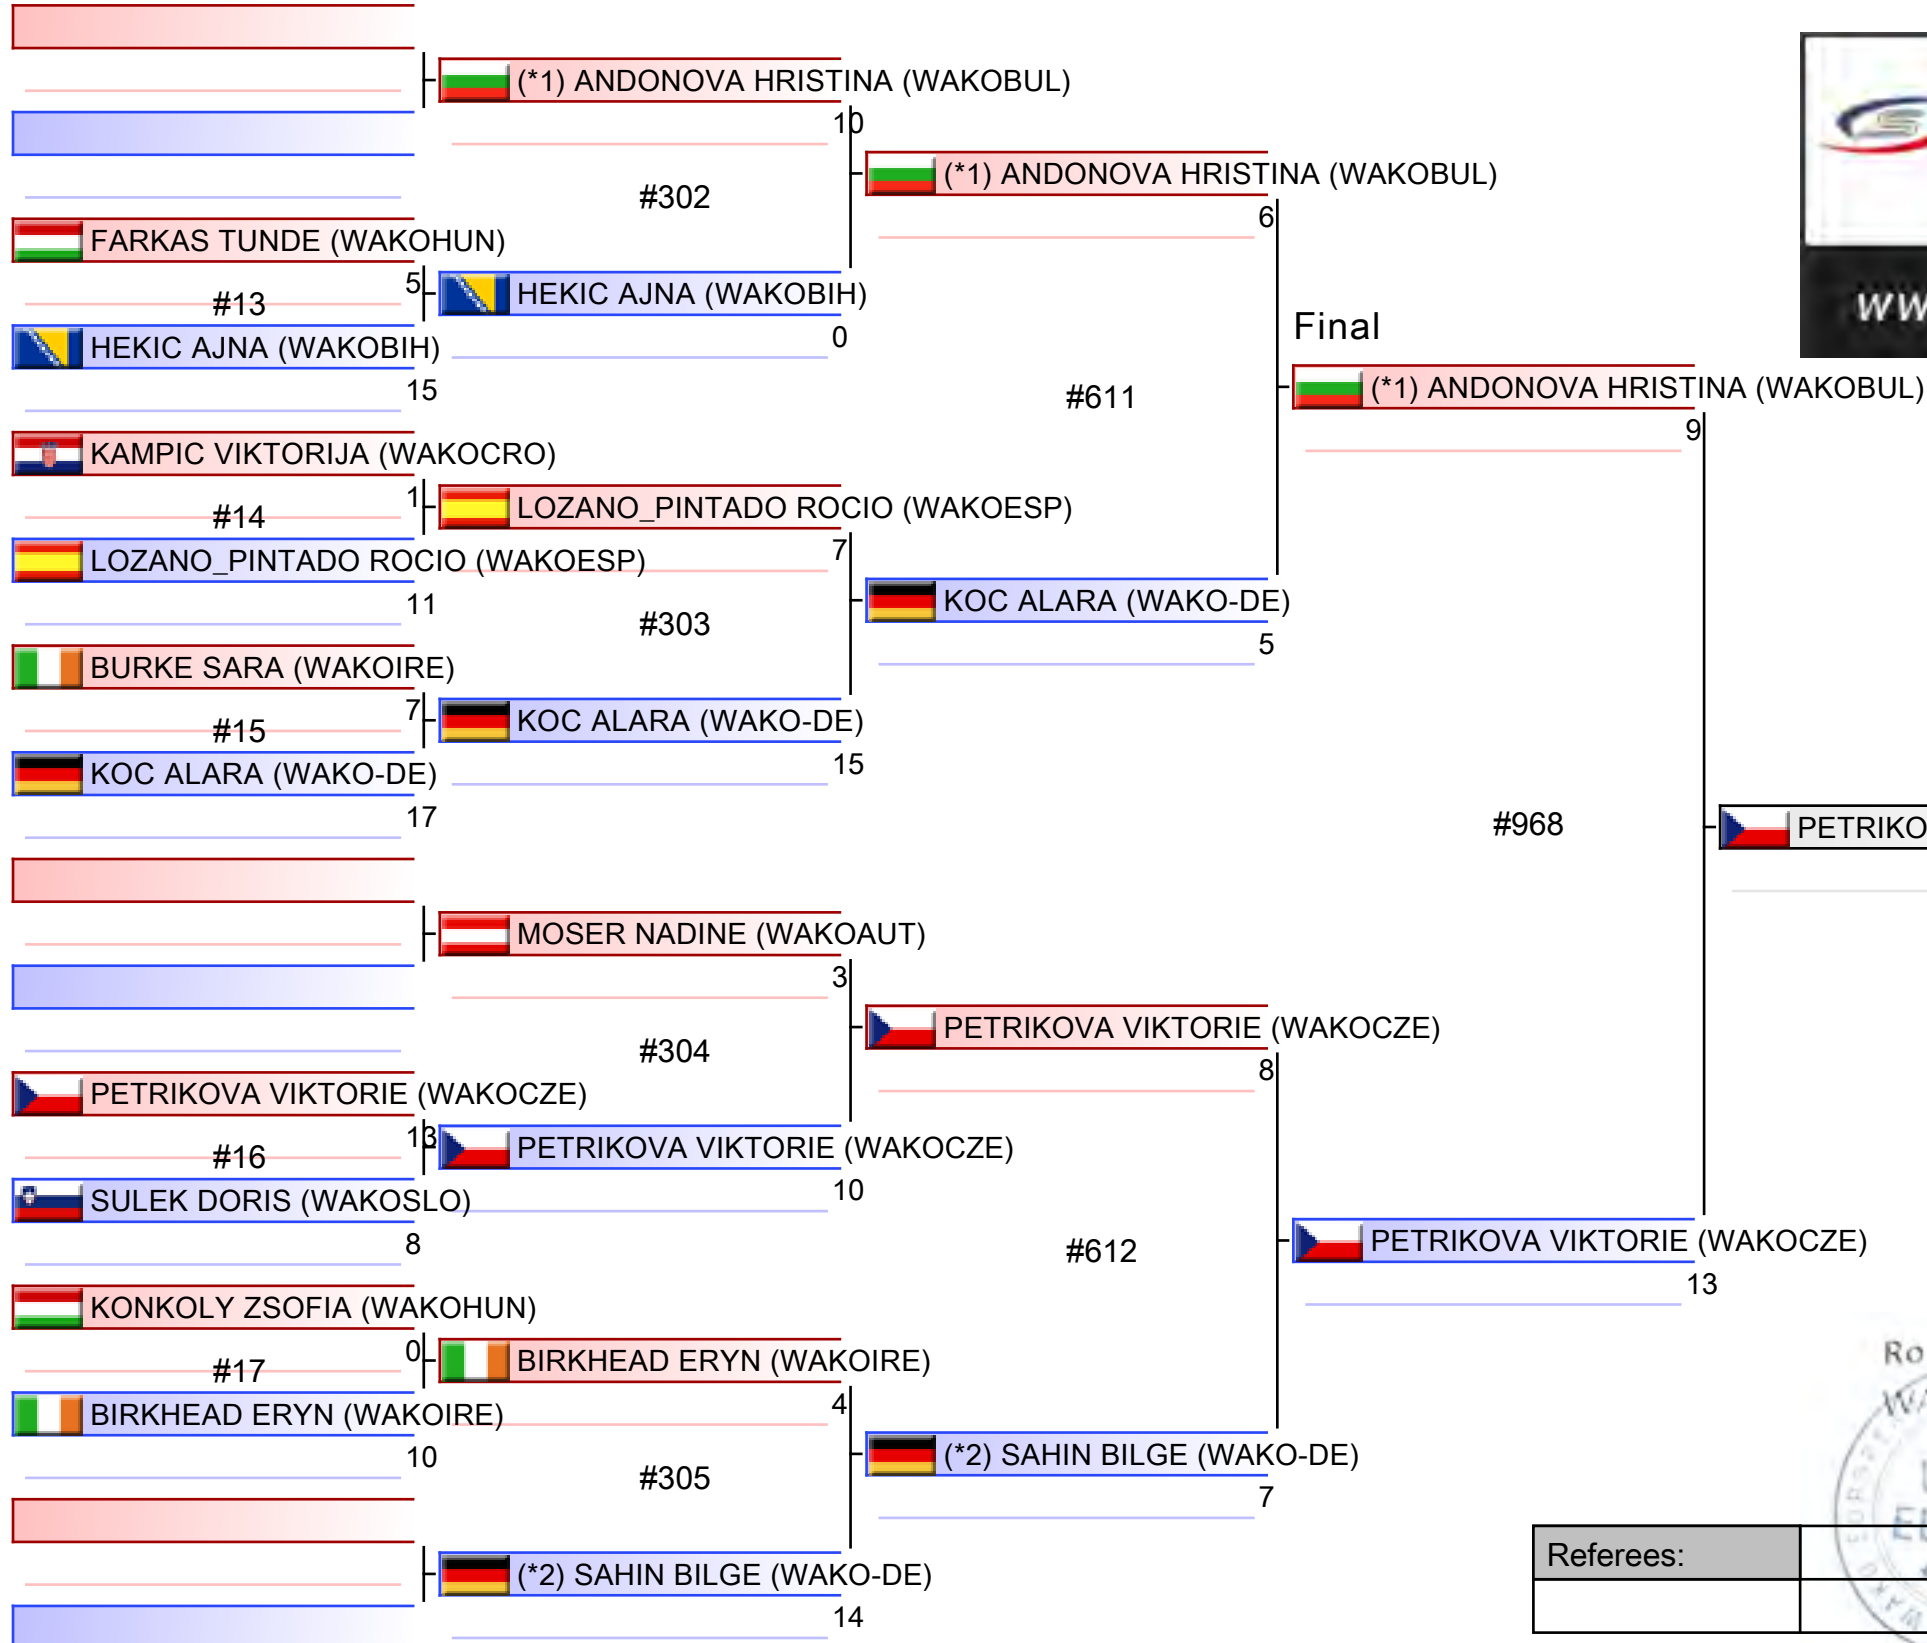 (*1) ANDONOVA HRISTINA (WAKOBUL)
10
(*1) ANDONOVA HRISTINA (WAKOBUL)
#302
6
FARKAS TUNDE (WAKOHUN)
5
#13
HEKIC AJNA (WAKOBIH)
0
HEKIC AJNA (WAKOBIH)
15
Final
#611
(*1) ANDONOVA HRISTINA (WAKOBUL)
9
KAMPIC VIKTORIJA (WAKOCRO)
1
#14
LOZANO_PINTADO ROCIO (WAKOESP)
7
LOZANO_PINTADO ROCIO (WAKOESP)
11
#303
KOC ALARA (WAKO-DE)
5
BURKE SARA (WAKOIRE)
7
#15
KOC ALARA (WAKO-DE)
15
KOC ALARA (WAKO-DE)
17
#968
PETRIKO
MOSER NADINE (WAKOAUT)
3
PETRIKOVA VIKTORIE (WAKOCZE)
#304
8
PETRIKOVA VIKTORIE (WAKOCZE)
13
#16
PETRIKOVA VIKTORIE (WAKOCZE)
10
SULEK DORIS (WAKOSLO)
8
#612
PETRIKOVA VIKTORIE (WAKOCZE)
13
KONKOLY ZSOFIA (WAKOHUN)
0
#17
BIRKHEAD ERYN (WAKOIRE)
4
BIRKHEAD ERYN (WAKOIRE)
10
#305
(*2) SAHIN BILGE (WAKO-DE)
7
(*2) SAHIN BILGE (WAKO-DE)
14
Referees:
ww
Ro